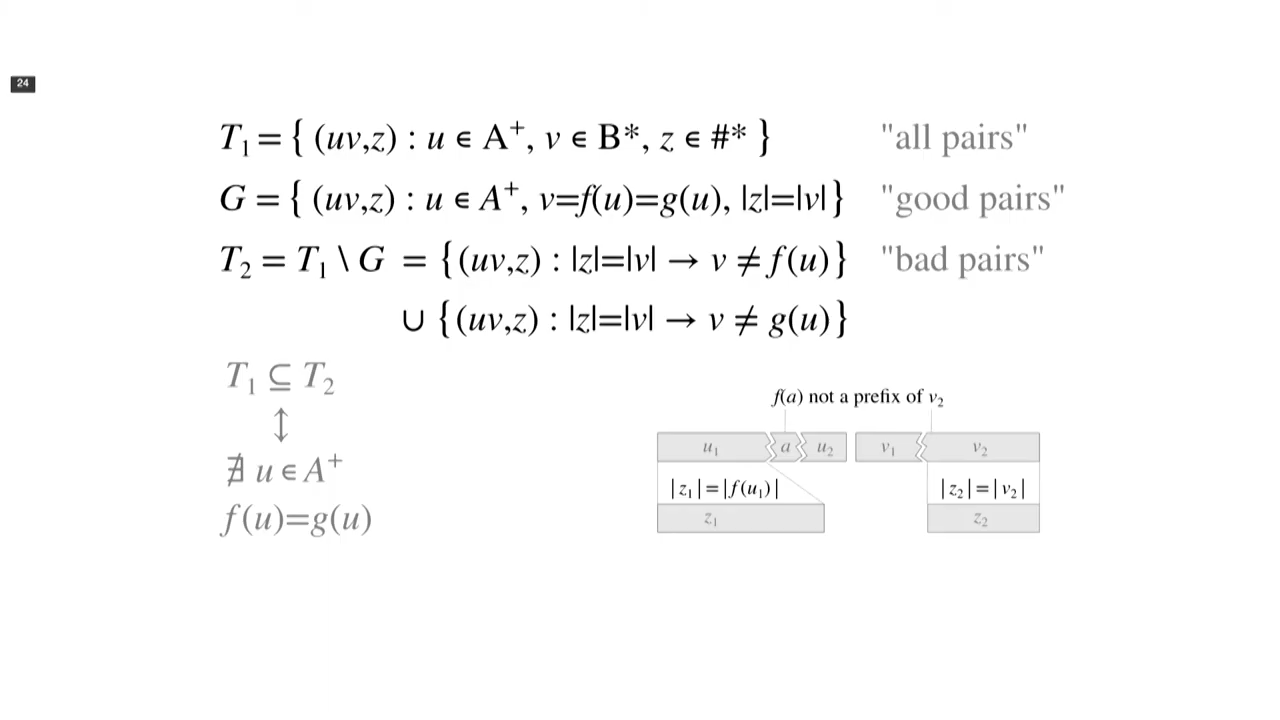 24
T₁ = { (uv,z) : u ∈ A⁺, v ∈ B*, z ∈ #* } "all pairs"
G = { (uv,z) : u ∈ A⁺, v=f(u)=g(u), |z|=|v| } "good pairs"
T₂ = T₁ \ G = { (uv,z) : |z|=|v| → v ≠ f(u) } "bad pairs"
∪ { (uv,z) : |z|=|v| → v ≠ g(u) }
T₁ ⊆ T₂
↕
∄ u ∈ A⁺
f(u)=g(u)
f(a) not a prefix of v₂
u₁ a u₂ v₁ v₂
|z₁|=|f(u₁)| |z₂|=|v₂|
z₁ z₂